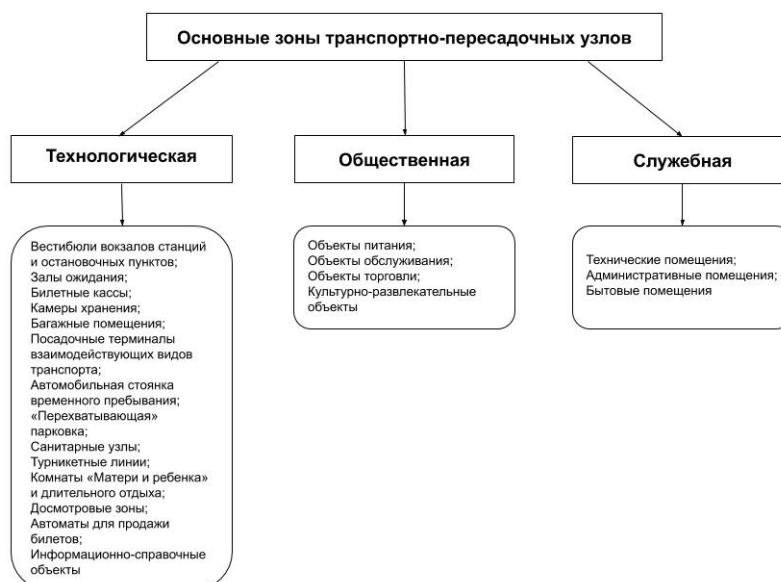 Основные зоны транспортно-пересадочных узлов
Технологическая
Общественная
Служебная
Вестибюли вокзалов станций
и остановочных пунктов;
Залы ожидания;
Билетные кассы;
Камеры хранения;
Багажные помещения;
Посадочные терминалы
взаимодействующих видов
транспорта;
Автомобильная стоянка
временного пребывания;
«Перехватывающая»
парковка;
Санитарные узлы;
Турникетные линии;
Комнаты «Матери и ребенка»
и длительного отдыха;
Досмотровые зоны;
Автоматы для продажи
билетов;
Информационно-справочные
объекты
Объекты питания;
Объекты обслуживания;
Объекты торговли;
Культурно-развлекательные
объекты
Технические помещения;
Административные помещения;
Бытовые помещения